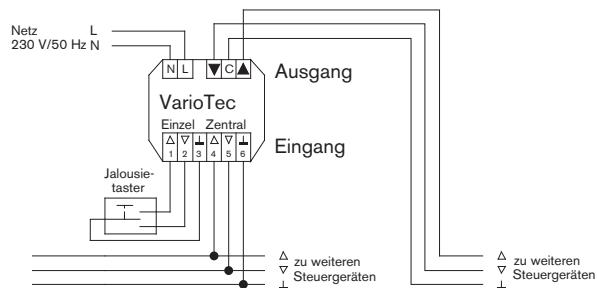 Netz L
230 V/50 Hz N
N L C
Ausgang
VarioTec
Einzel Zentral
1 2 3 4 5 6
Eingang
Jalousie-
taster
zu weiteren
Steuergeräten
zu weiteren
Steuergeräten